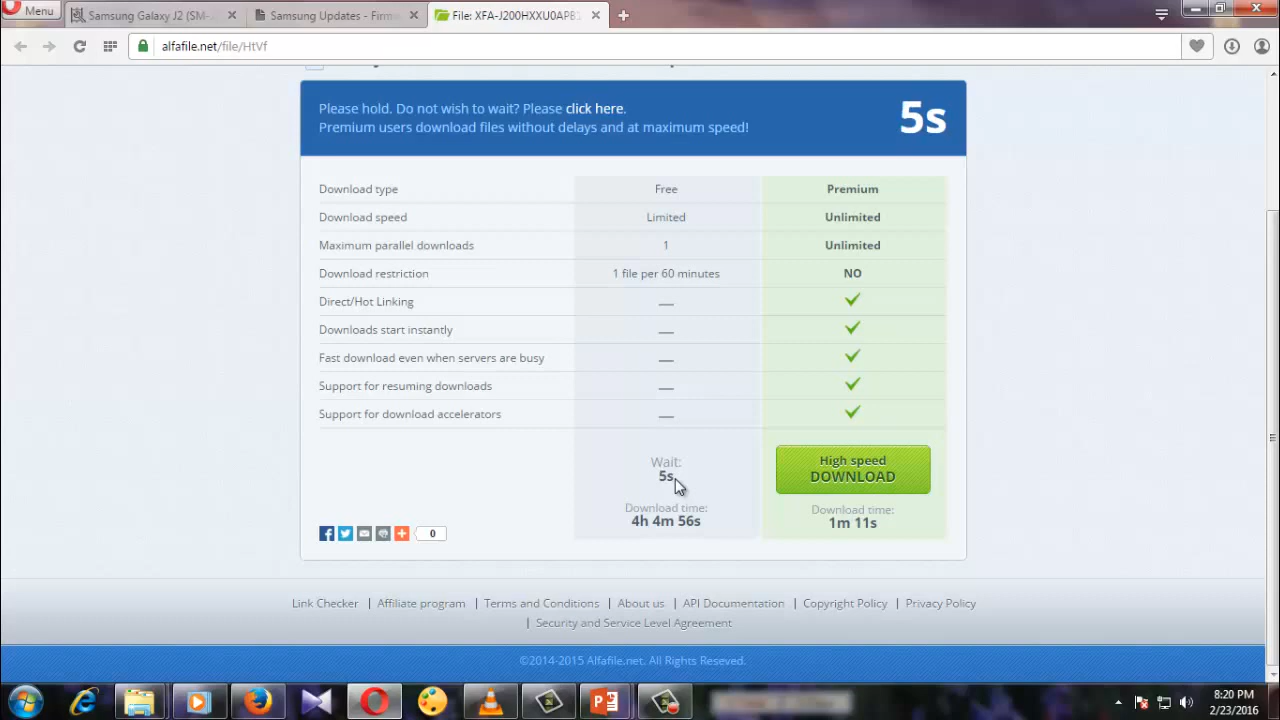 Menu
Samsung Galaxy J2 (SM-
Samsung Updates - Firmw
File: XFA-J200HXXU0APB
alfafile.net/file/HtVf
Please hold. Do not wish to wait? Please click here.
Premium users download files without delays and at maximum speed!
5s
Download type Free Premium
Download speed Limited Unlimited
Maximum parallel downloads 1 Unlimited
Download restriction 1 file per 60 minutes NO
Direct/Hot Linking —
Downloads start instantly —
Fast download even when servers are busy —
Support for resuming downloads —
Support for download accelerators —
Wait:
5s
Download time:
4h 4m 56s
High speed
DOWNLOAD
Download time:
1m 11s
0
Link Checker | Affiliate program | Terms and Conditions | About us | API Documentation | Copyright Policy | Privacy Policy
| Security and Service Level Agreement
©2014-2015 Alfafile.net. All Rights Reseved.
8:20 PM
2/23/2016